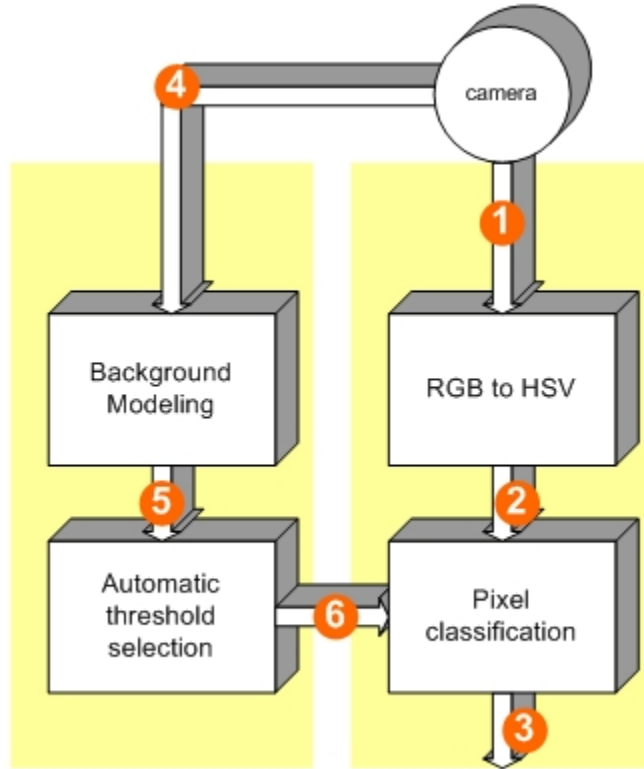 camera
4
1
Background
Modeling
RGB to HSV
5
2
Automatic
threshold
selection
6
Pixel
classification
3